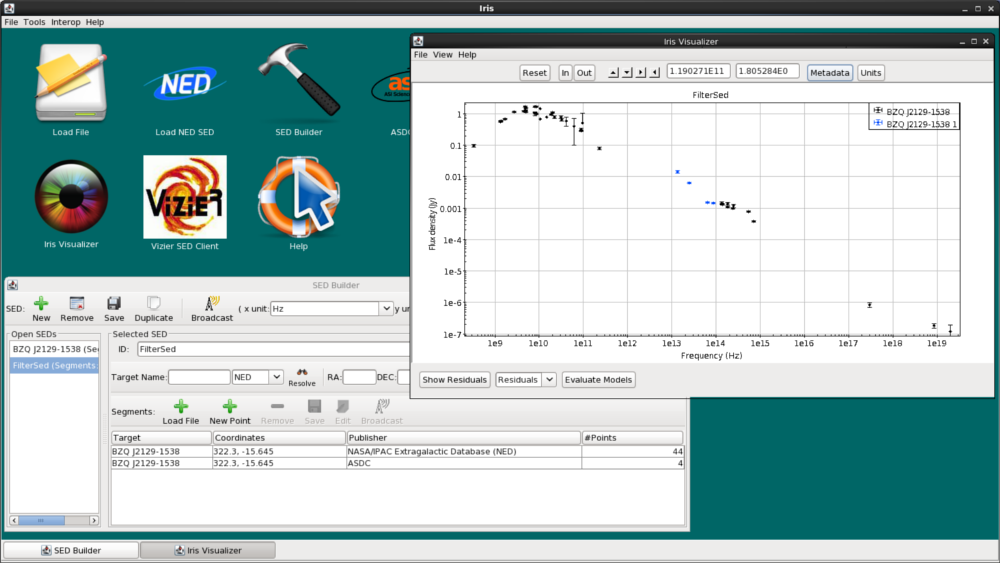 Iris
File Tools Interop Help
Load File
NED
Load NED SED
SED Builder
Iris Visualizer
VizieR
Vizier SED Client
Help
Iris Visualizer
File View Help
Reset In Out 1.190271E11 1.805284E0 Metadata Units
FilterSed
BZQ J2129-1538
BZQ J2129-1538 1
Flux density (Jy)
1
0.1
0.01
0.001
1e-4
1e-5
1e-6
1e-7
1e9 1e10 1e11 1e12 1e13 1e14 1e15 1e16 1e17 1e18 1e19
Frequency (Hz)
Show Residuals Residuals Evaluate Models
SED Builder
SED: New Remove Save Duplicate Broadcast ( x unit: Hz y un
Open SEDs
BZQ J2129-1538 (Se
FilterSed (Segments:
Selected SED
ID: FilterSed
Target Name: NED Resolve RA: DEC:
Segments: Load File New Point Remove Save Edit Broadcast
Target Coordinates Publisher #Points
BZQ J2129-1538 322.3, -15.645 NASA/IPAC Extragalactic Database (NED) 44
BZQ J2129-1538 322.3, -15.645 ASDC 4
SED Builder Iris Visualizer